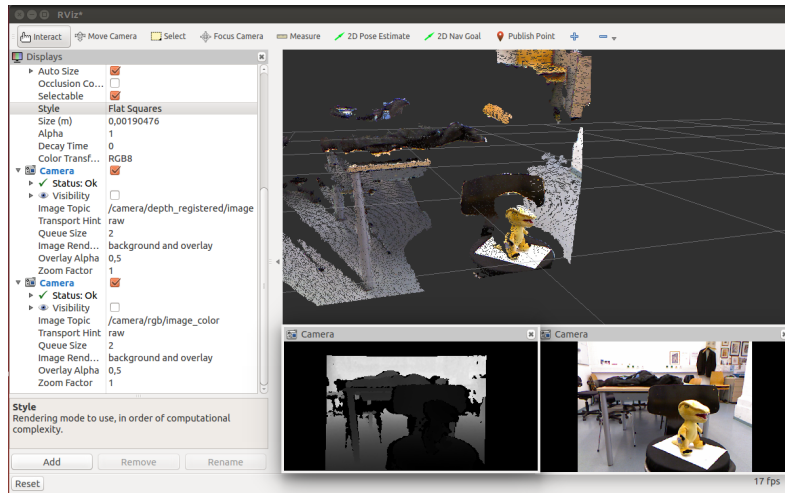 RViz*
Interact Move Camera Select Focus Camera Measure 2D Pose Estimate 2D Nav Goal Publish Point
Displays
Auto Size
Occlusion Co...
Selectable
Style Flat Squares
Size (m) 0,00190476
Alpha 1
Decay Time 0
Color Transf... RGB8
Camera
Status: Ok
Visibility
Image Topic /camera/depth_registered/image
Transport Hint raw
Queue Size 2
Image Rend... background and overlay
Overlay Alpha 0,5
Zoom Factor 1
Camera
Status: Ok
Visibility
Image Topic /camera/rgb/image_color
Transport Hint raw
Queue Size 2
Image Rend... background and overlay
Overlay Alpha 0,5
Zoom Factor 1
Style
Rendering mode to use, in order of computational
complexity.
Add Remove Rename
Reset
Camera
Camera
17 fps